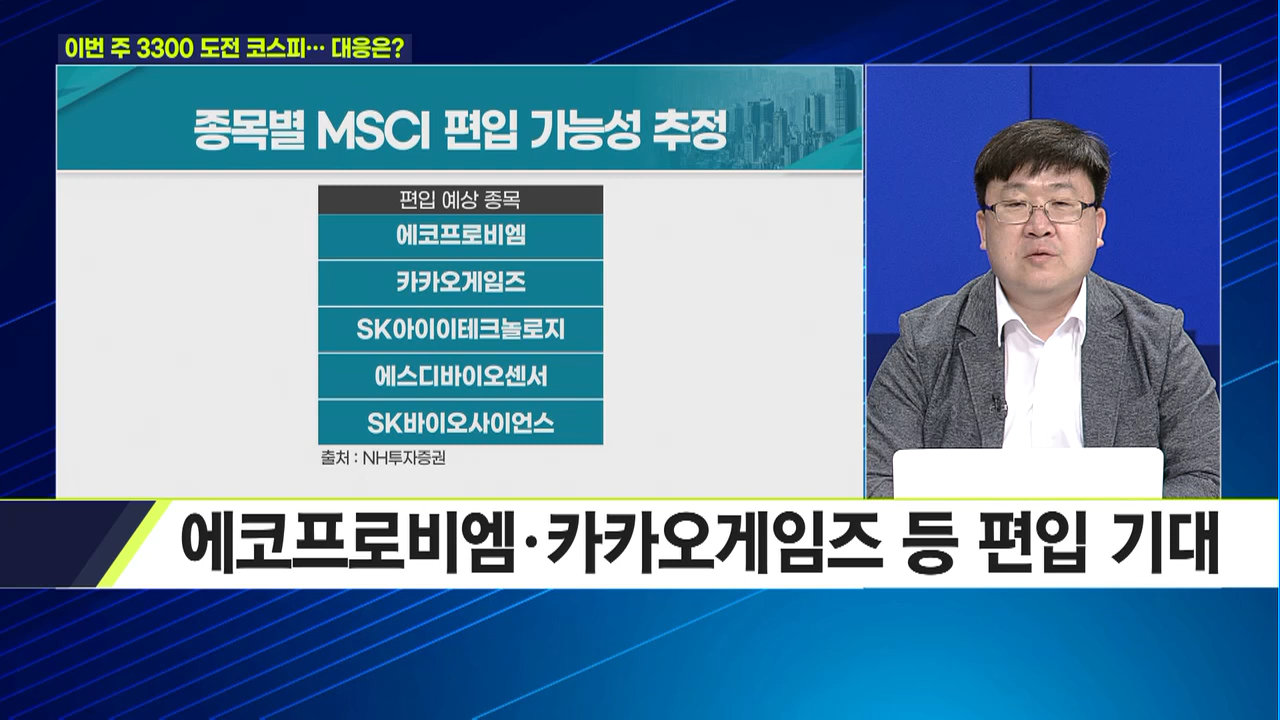 이번 주 3300 도전 코스피… 대응은?
종목별 MSCI 편입 가능성 추정
편입 예상 종목
에코프로비엠
카카오게임즈
SK아이이테크놀로지
에스디바이오센서
SK바이오사이언스
출처 : NH투자증권
에코프로비엠·카카오게임즈 등 편입 기대